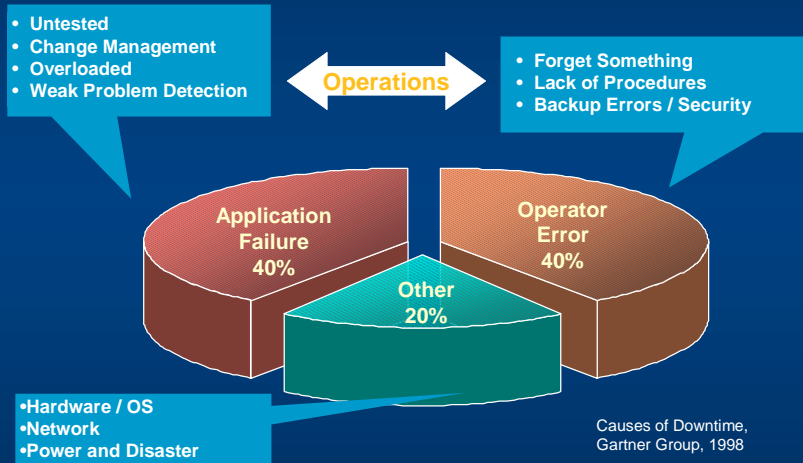 • Untested
• Change Management
• Overloaded
• Weak Problem Detection
Operations
• Forget Something
• Lack of Procedures
• Backup Errors / Security
Application
Failure
40%
Operator
Error
40%
Other
20%
•Hardware / OS
•Network
•Power and Disaster
Causes of Downtime,
Gartner Group, 1998